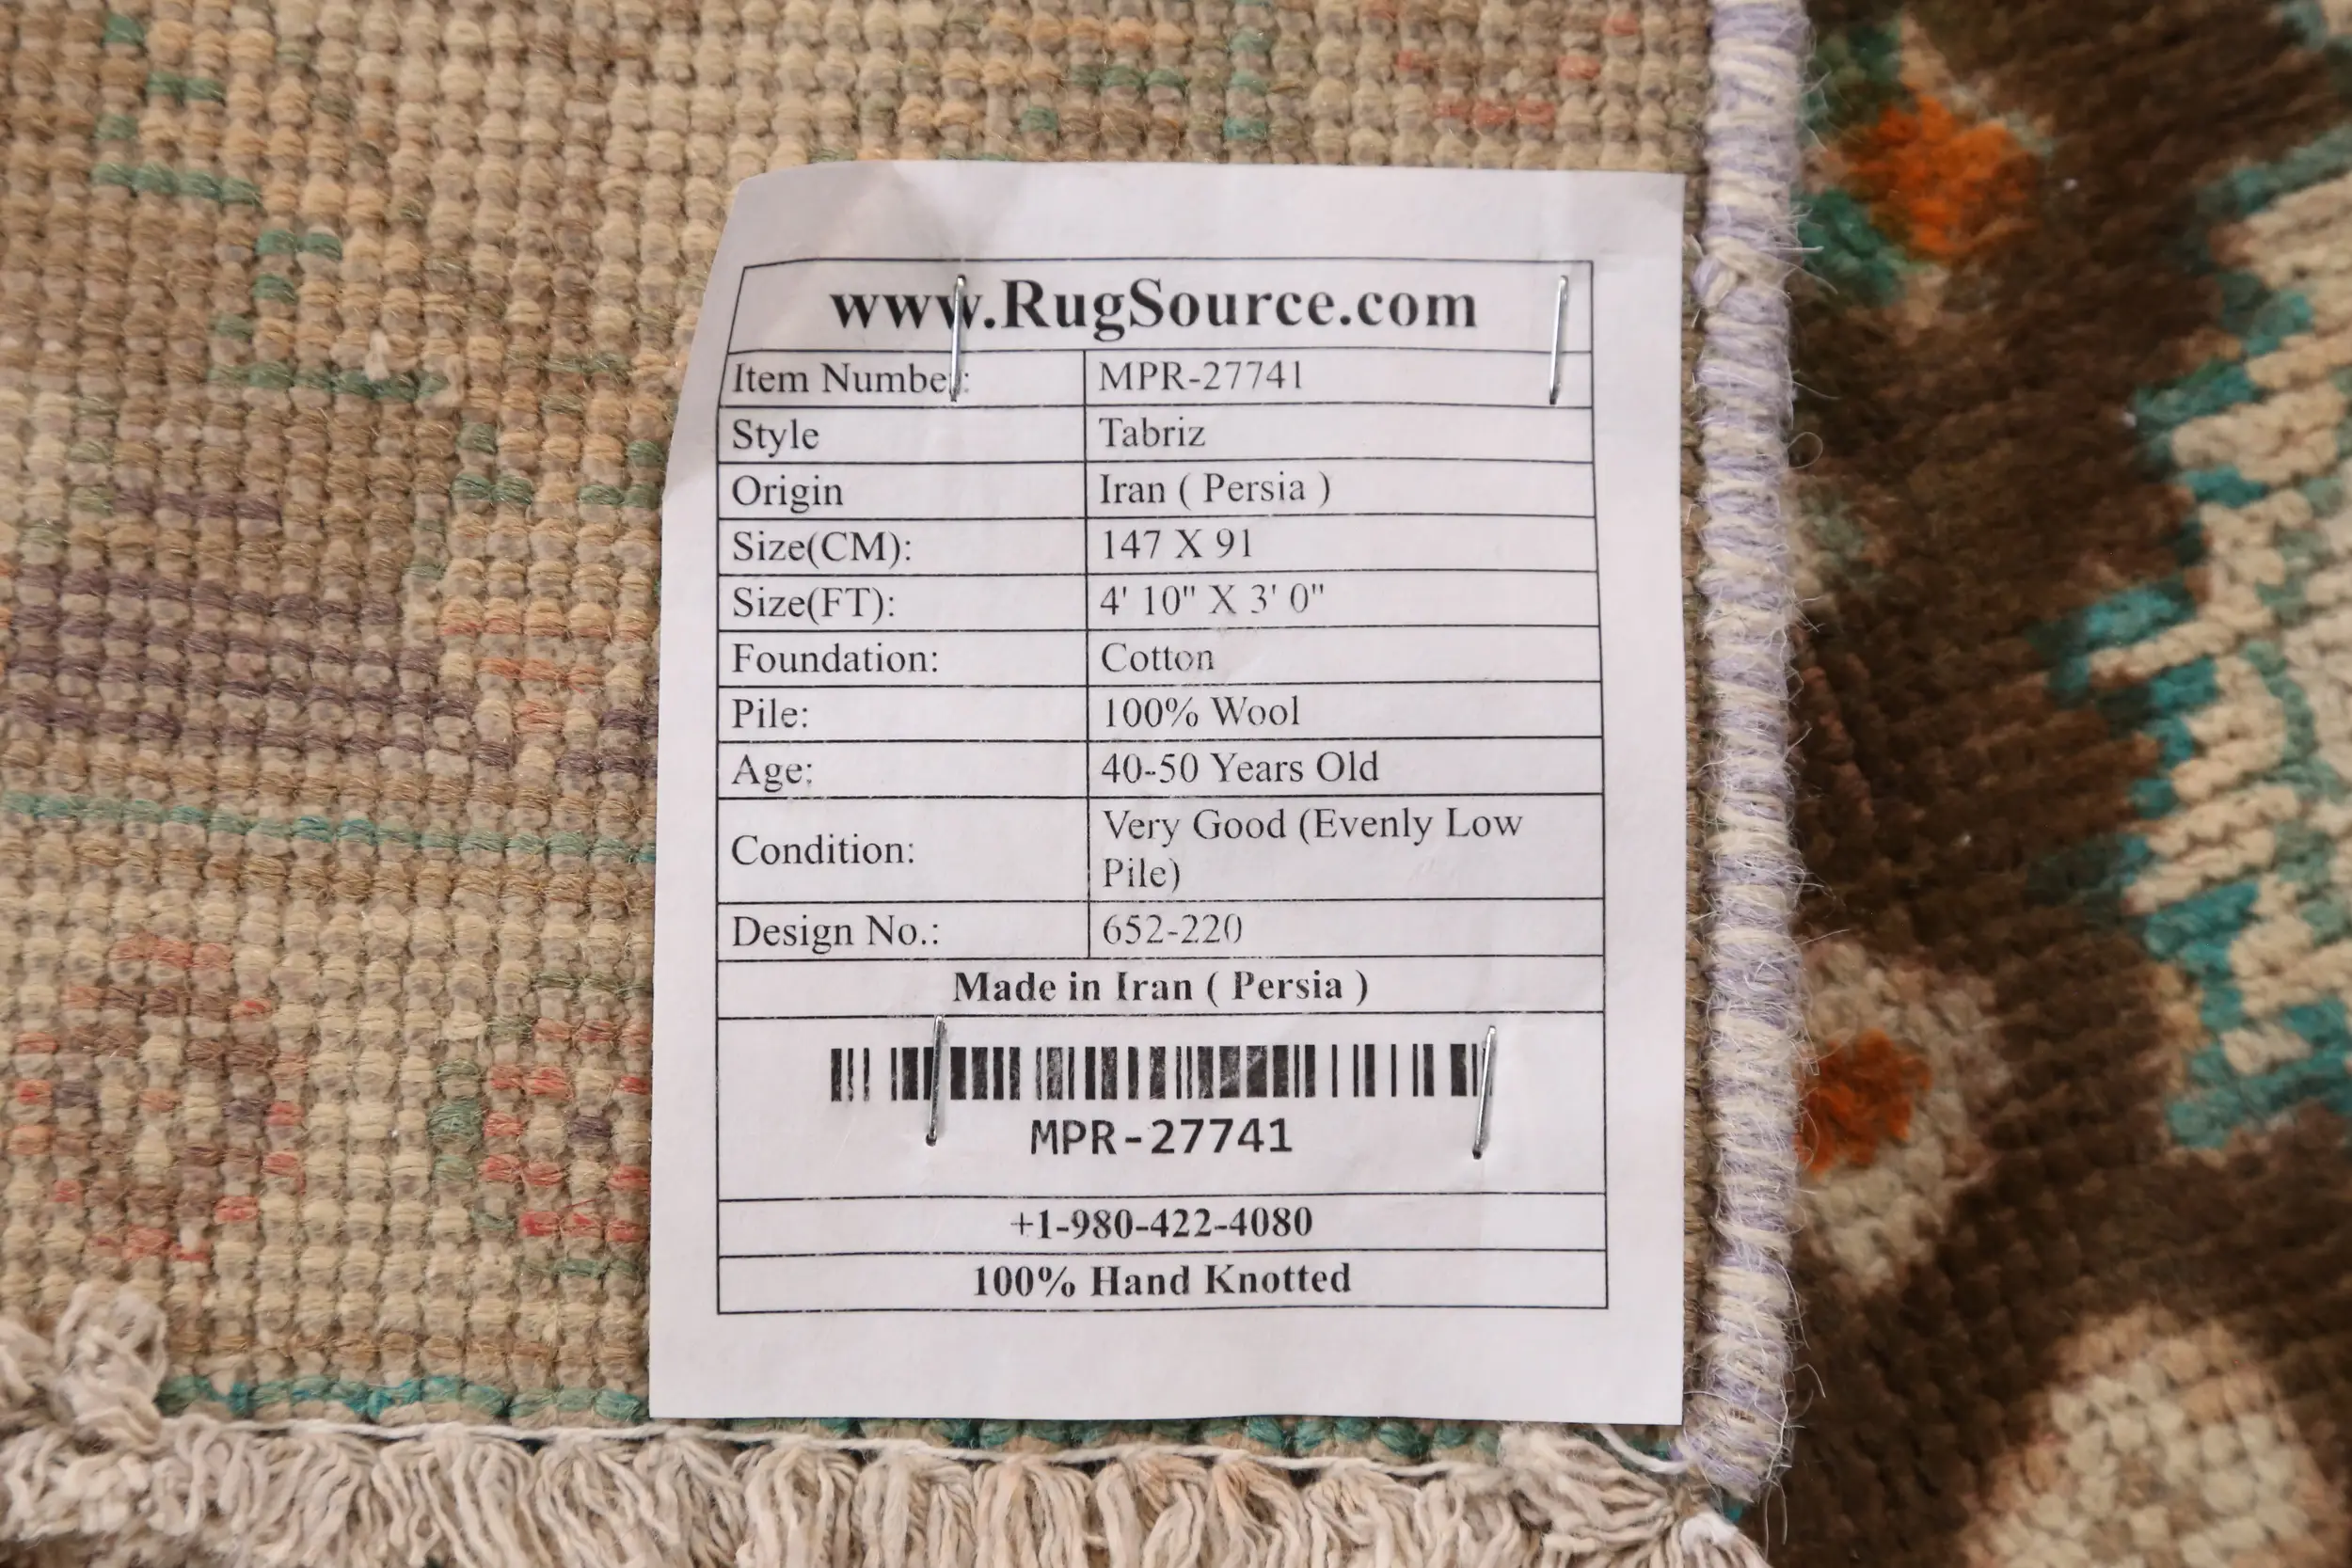 www.RugSource.com
Item Number: MPR-27741
Style Tabriz
Origin Iran ( Persia )
Size(CM): 147 X 91
Size(FT): 4' 10" X 3' 0"
Foundation: Cotton
Pile: 100% Wool
Age: 40-50 Years Old
Condition: Very Good (Evenly Low
Pile)
Design No.: 652-220
Made in Iran ( Persia )
MPR-27741
+1-980-422-4080
100% Hand Knotted